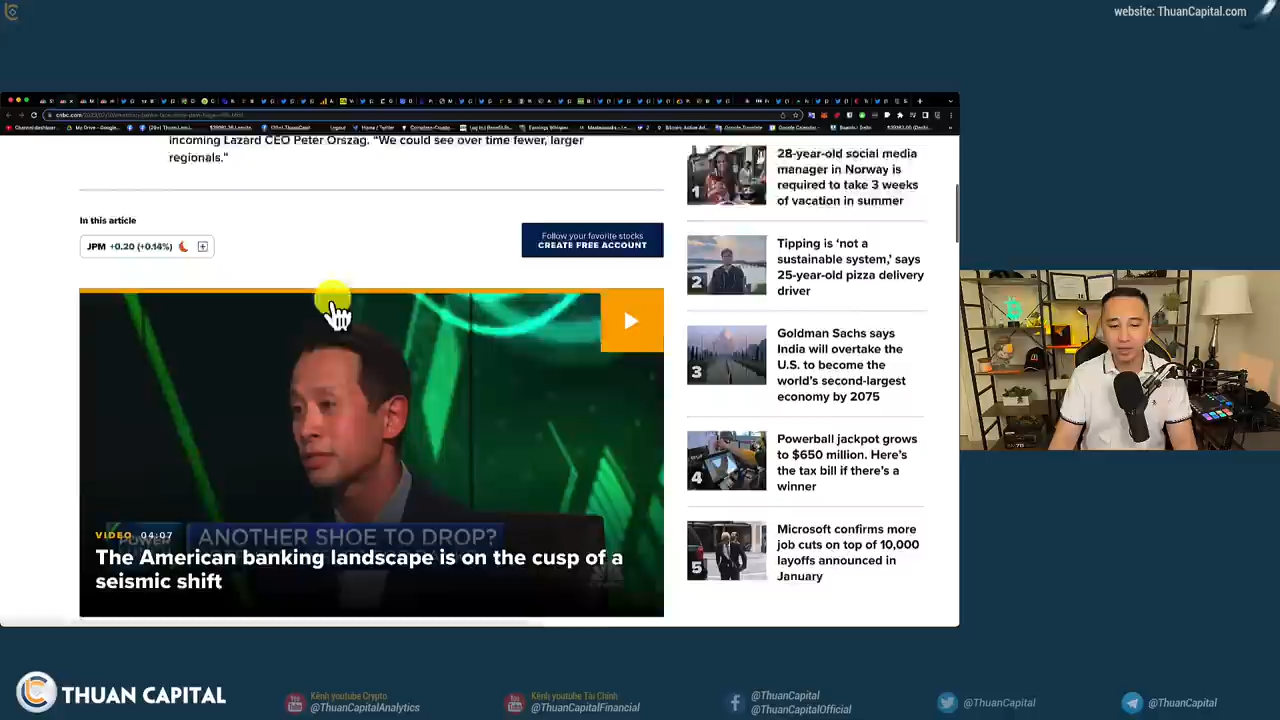 website: ThuanCapital.com
incoming Lazard CEO Peter Orszag. “We could see over time fewer, larger
regionals.”
In this article
JPM +0.20 (+0.14%)
Follow your favorite stocks
CREATE FREE ACCOUNT
ANOTHER SHOE TO DROP?
VIDEO 04:07
The American banking landscape is on the cusp of a
seismic shift
1
28-year-old social media
manager in Norway is
required to take 3 weeks
of vacation in summer
2
Tipping is ‘not a
sustainable system,’ says
25-year-old pizza delivery
driver
3
Goldman Sachs says
India will overtake the
U.S. to become the
world’s second-largest
economy by 2075
4
Powerball jackpot grows
to $650 million. Here’s
the tax bill if there’s a
winner
5
Microsoft confirms more
job cuts on top of 10,000
layoffs announced in
January
THUAN CAPITAL
Kênh youtube Crypto
@ThuanCapitalAnalytics
Kênh youtube Tài Chính
@ThuanCapitalFinancial
@ThuanCapital
@ThuanCapitalOfficial
@ThuanCapital
@ThuanCapital